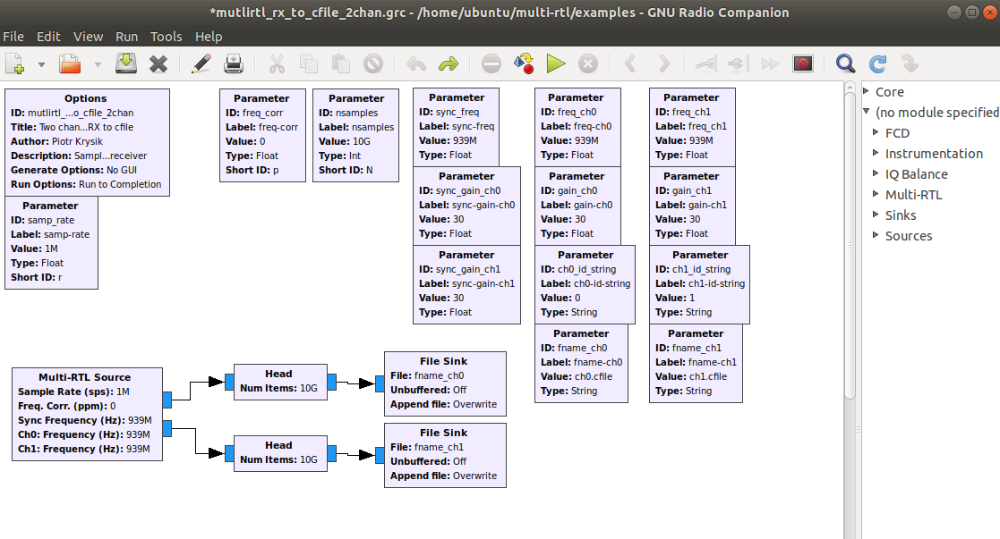 *mutlirtl_rx_to_cfile_2chan.grc - /home/ubuntu/multi-rtl/examples - GNU Radio Companion
File Edit View Run Tools Help
Options
ID: mutlirtl_...o_cfile_2chan
Title: Two chan...RX to cfile
Author: Piotr Krysik
Description: Sampl...receiver
Generate Options: No GUI
Run Options: Run to Completion
Parameter
ID: samp_rate
Label: samp-rate
Value: 1M
Type: Float
Short ID: r
Parameter
ID: freq_corr
Label: freq-corr
Value: 0
Type: Float
Short ID: p
Parameter
ID: nsamples
Label: nsamples
Value: 10G
Type: Int
Short ID: N
Parameter
ID: sync_freq
Label: sync-freq
Value: 939M
Type: Float
Parameter
ID: sync_gain_ch0
Label: sync-gain-ch0
Value: 30
Type: Float
Parameter
ID: sync_gain_ch1
Label: sync-gain-ch1
Value: 30
Type: Float
Parameter
ID: freq_ch0
Label: freq-ch0
Value: 939M
Type: Float
Parameter
ID: gain_ch0
Label: gain-ch0
Value: 30
Type: Float
Parameter
ID: ch0_id_string
Label: ch0-id-string
Value: 0
Type: String
Parameter
ID: fname_ch0
Label: fname-ch0
Value: ch0.cfile
Type: String
Parameter
ID: freq_ch1
Label: freq_ch1
Value: 939M
Type: Float
Parameter
ID: gain_ch1
Label: gain-ch1
Value: 30
Type: Float
Parameter
ID: ch1_id_string
Label: ch1-id-string
Value: 1
Type: String
Parameter
ID: fname_ch1
Label: fname-ch1
Value: ch1.cfile
Type: String
Multi-RTL Source
Sample Rate (sps): 1M
Freq. Corr. (ppm): 0
Sync Frequency (Hz): 939M
Ch0: Frequency (Hz): 939M
Ch1: Frequency (Hz): 939M
Head
Num Items: 10G
File Sink
File: fname_ch0
Unbuffered: Off
Append file: Overwrite
Head
Num Items: 10G
File Sink
File: fname_ch1
Unbuffered: Off
Append file: Overwrite
Core
(no module specified
FCD
Instrumentation
IQ Balance
Multi-RTL
Sinks
Sources